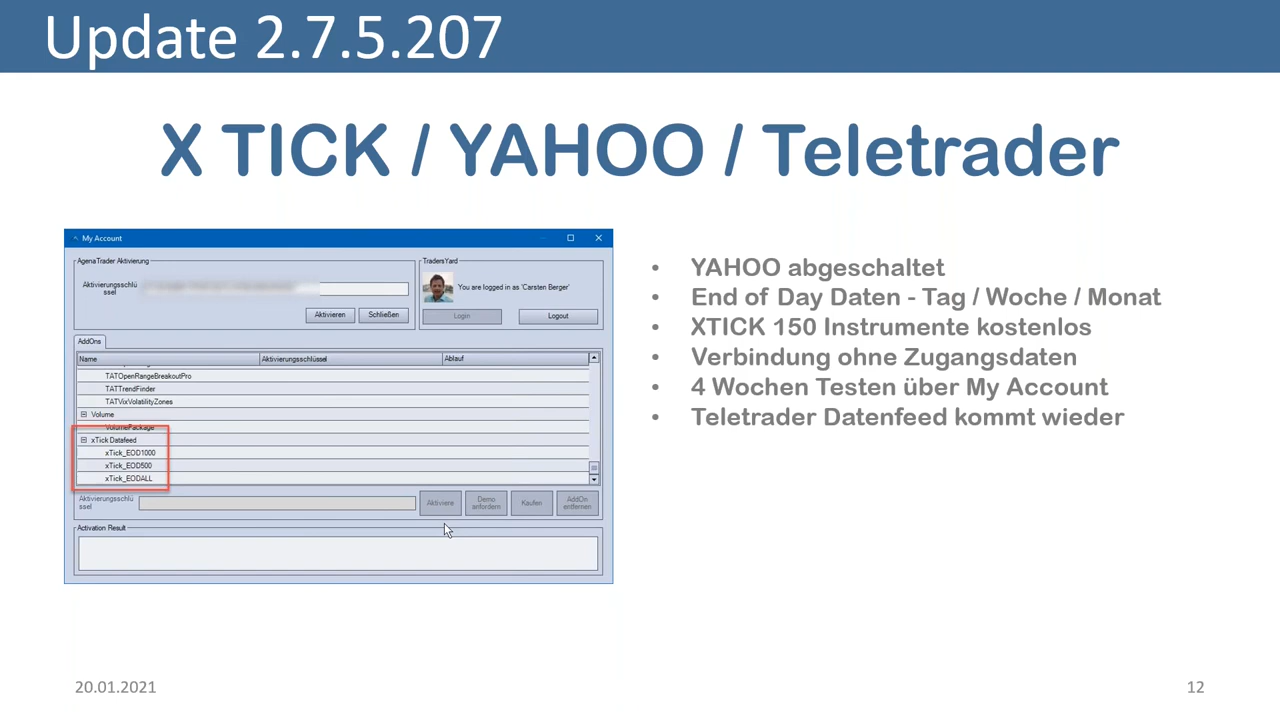 Update 2.7.5.207
X TICK / YAHOO / Teletrader
My Account
AgenaTrader Aktivierung
Aktivierungsschlü
ssel
Aktivieren
Schließen
TradersYard
You are logged in as 'Carsten Berger'
Login
Logout
AddOns
Name
Aktivierungsschlüssel
Ablauf
TATOpenRangeBreakoutPro
TATTrendFinder
TATVixVolatilityZones
Volume
VolumePackage
xTick Datafeed
xTick_EOD1000
xTick_EOD500
xTick_EODALL
Aktivierungsschlü
ssel
Aktiviere
Demo
anfordern
Kaufen
AddOn
entfernen
Activation Result
• YAHOO abgeschaltet
• End of Day Daten - Tag / Woche / Monat
• XTICK 150 Instrumente kostenlos
• Verbindung ohne Zugangsdaten
• 4 Wochen Testen über My Account
• Teletrader Datenfeed kommt wieder
20.01.2021
12